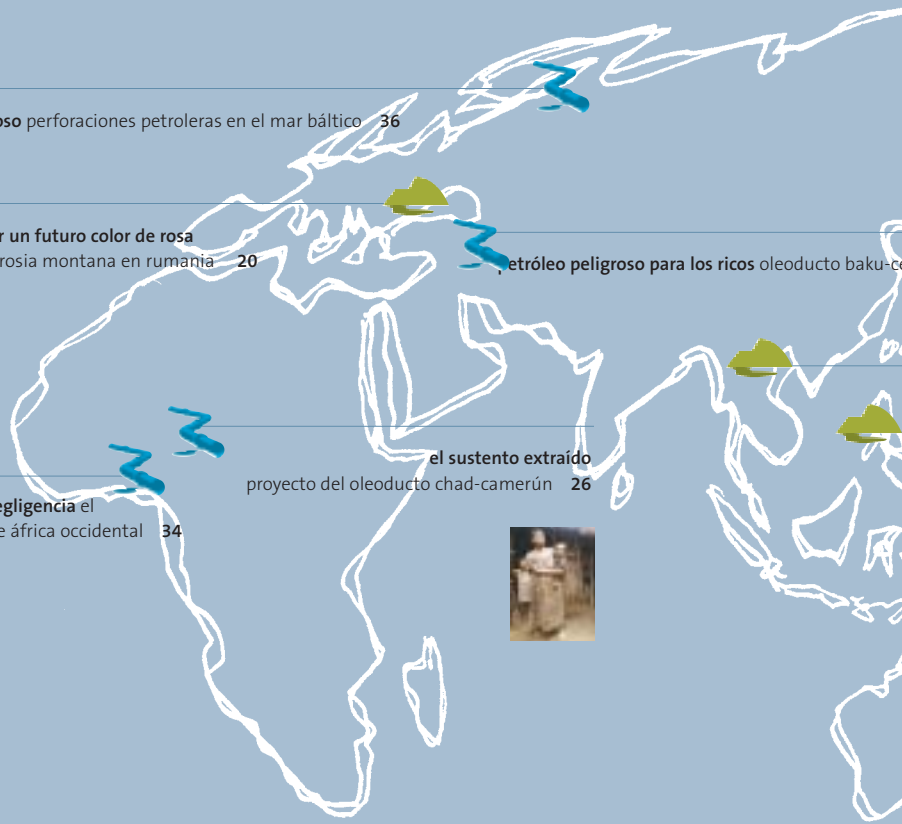 oso perforaciones petroleras en el mar báltico 36
r un futuro color de rosa
rosia montana en rumania 20
petróleo peligroso para los ricos oleoducto baku-ce
el sustento extraído
proyecto del oleoducto chad-camerún 26
egligencia el
e áfrica occidental 34